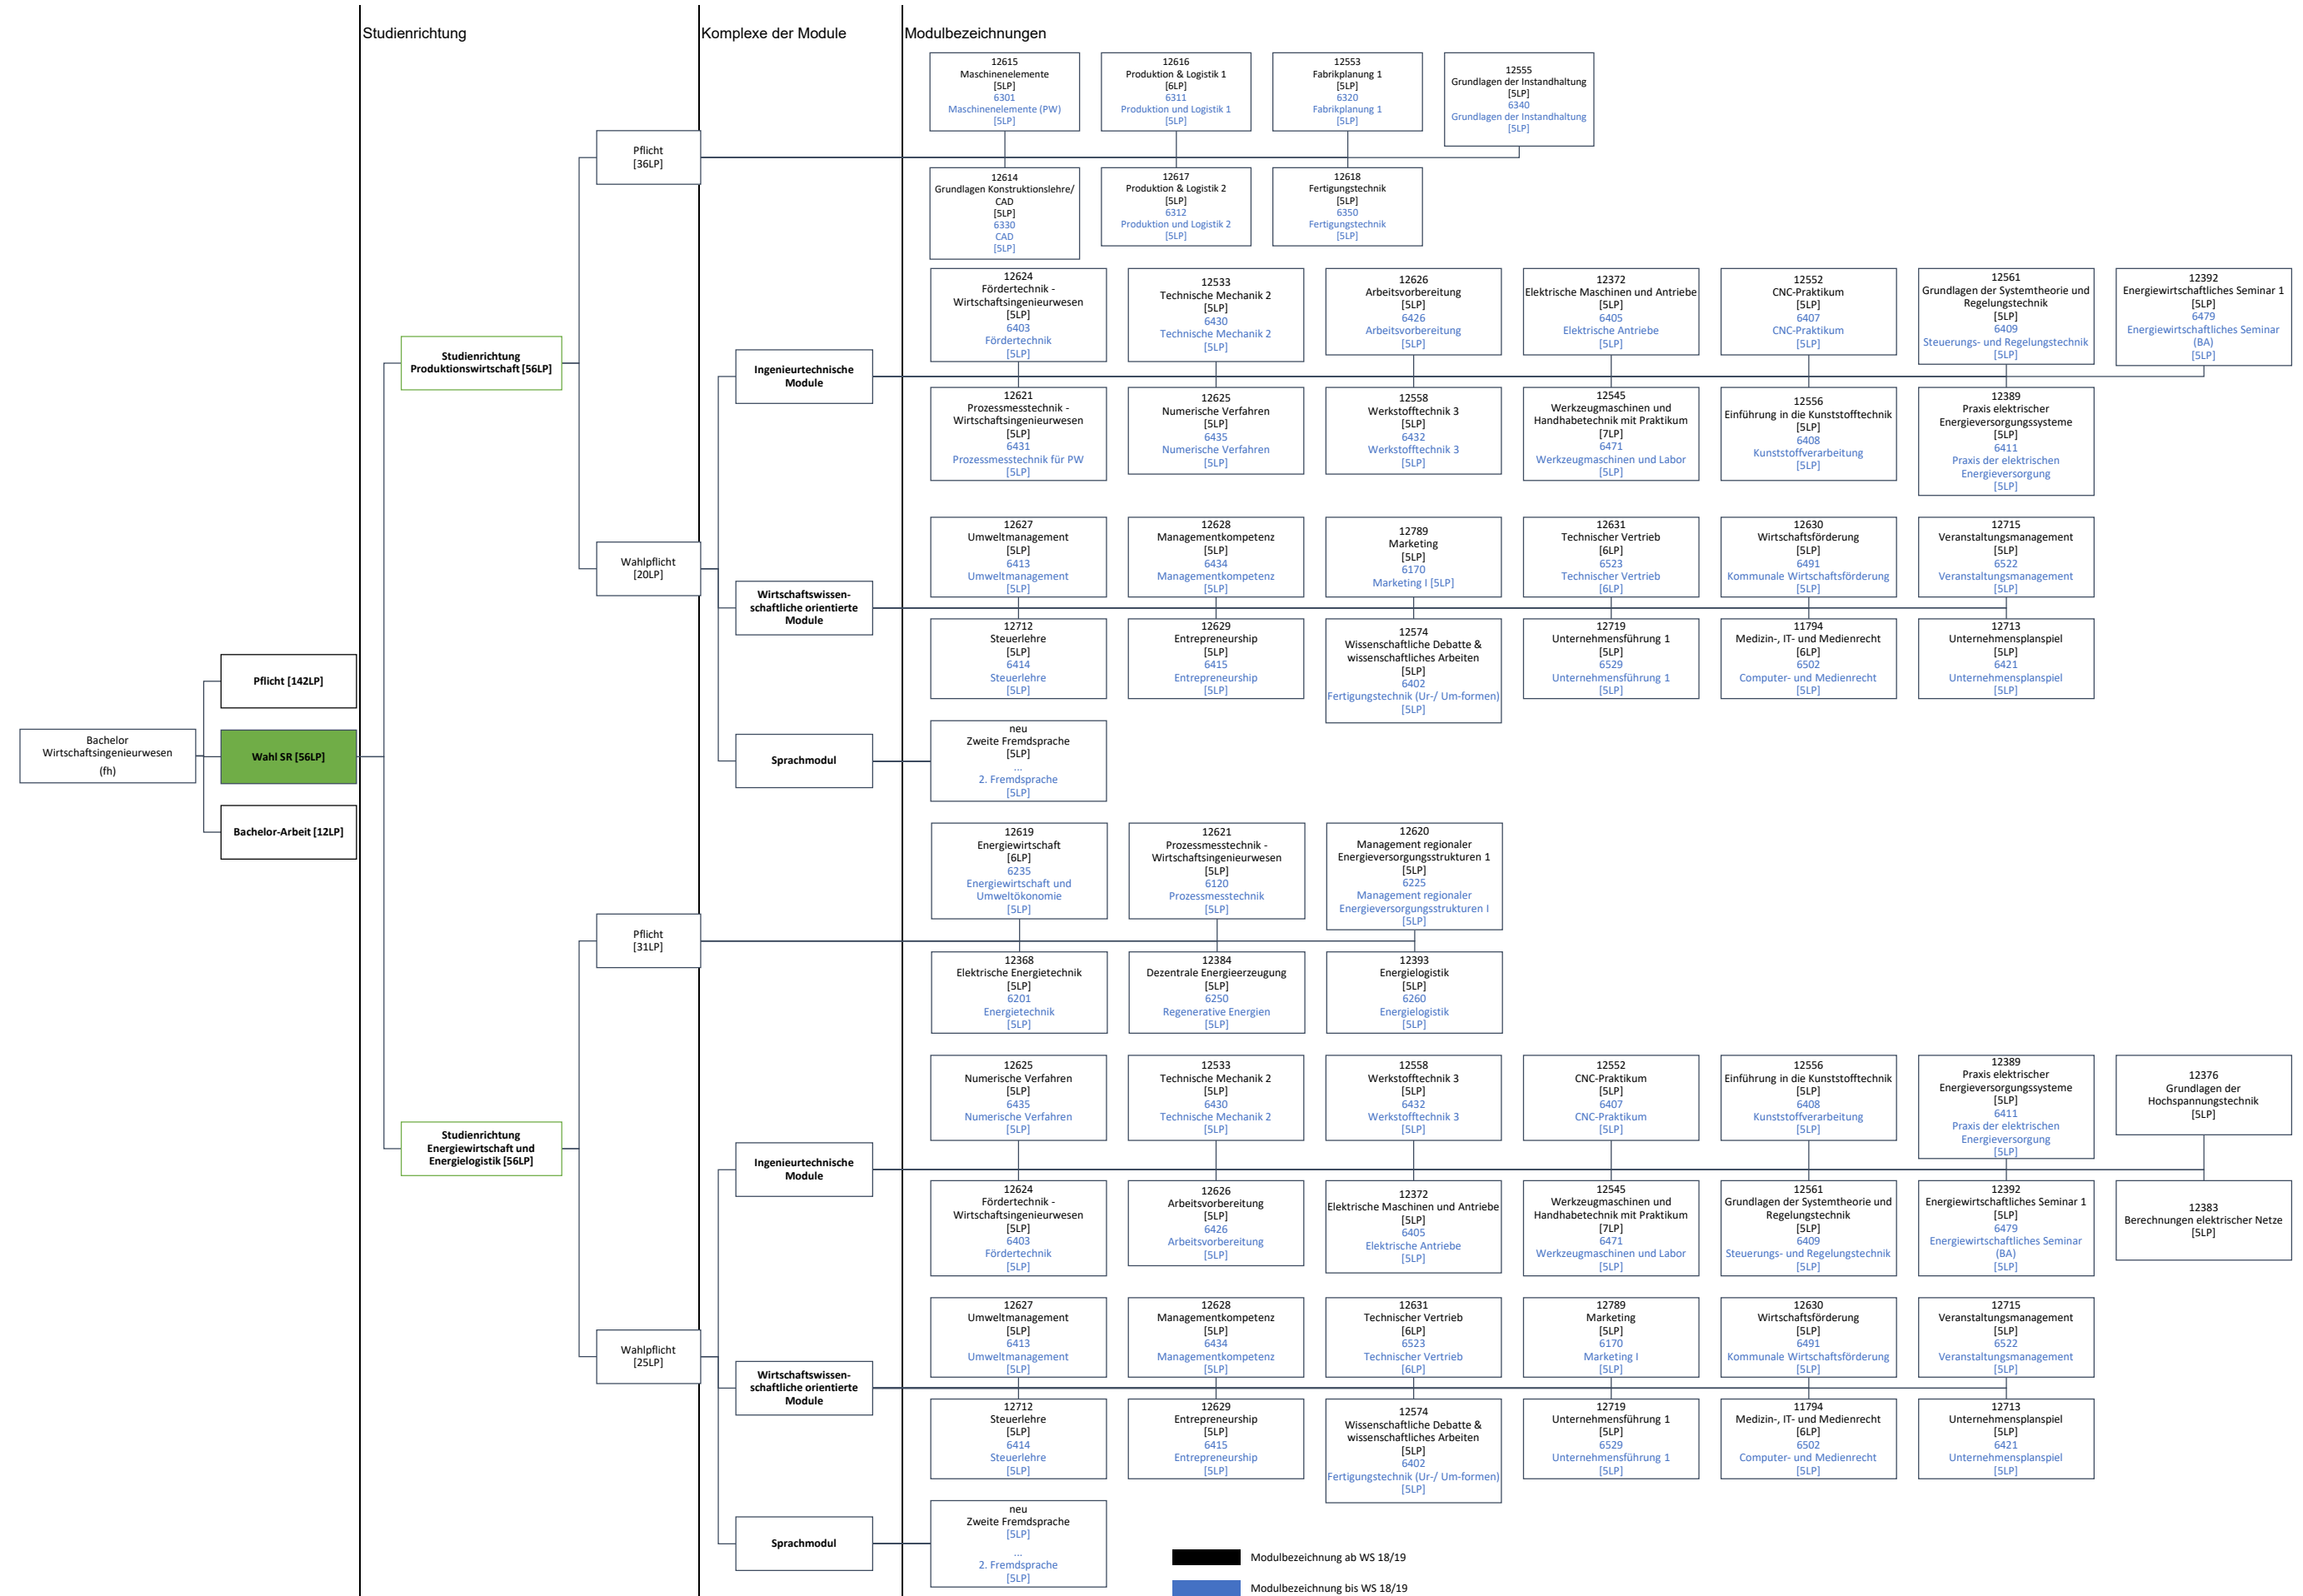 Studienrichtung
Komplexe der Module
Modulbezeichnungen
Bachelor
Wirtschaftsingenieurwesen
(fh)
Pflicht [142LP]
Wahl SR [56LP]
Bachelor-Arbeit [12LP]
Studienrichtung
Produktionswirtschaft [56LP]
Pflicht
[36LP]
12615
Maschinenelemente
[5LP]
6301
Maschinenelemente (PW)
[5LP]
12616
Produktion & Logistik 1
[6LP]
6311
Produktion und Logistik 1
[5LP]
12553
Fabrikplanung 1
[5LP]
6320
Fabrikplanung 1
[5LP]
12555
Grundlagen der Instandhaltung
[5LP]
6340
Grundlagen der Instandhaltung
[5LP]
12614
Grundlagen Konstruktionslehre/
CAD
[5LP]
6330
CAD
[5LP]
12617
Produktion & Logistik 2
[5LP]
6312
Produktion und Logistik 2
[5LP]
12618
Fertigungstechnik
[5LP]
6350
Fertigungstechnik
[5LP]
Wahlpflicht
[20LP]
Ingenieurtechnische
Module
12624
Fördertechnik -
Wirtschaftsingenieurwesen
[5LP]
6403
Fördertechnik
[5LP]
12533
Technische Mechanik 2
[5LP]
6430
Technische Mechanik 2
[5LP]
12626
Arbeitsvorbereitung
[5LP]
6426
Arbeitsvorbereitung
[5LP]
12372
Elektrische Maschinen und Antriebe
[5LP]
6405
Elektrische Antriebe
[5LP]
12552
CNC-Praktikum
[5LP]
6407
CNC-Praktikum
[5LP]
12561
Grundlagen der Systemtheorie und
Regelungstechnik
[5LP]
6409
Steuerungs- und Regelungstechnik
[5LP]
12392
Energiewirtschaftliches Seminar 1
[5LP]
6479
Energiewirtschaftliches Seminar
(BA)
[5LP]
12621
Prozessmesstechnik -
Wirtschaftsingenieurwesen
[5LP]
6431
Prozessmesstechnik für PW
[5LP]
12625
Numerische Verfahren
[5LP]
6435
Numerische Verfahren
[5LP]
12558
Werkstofftechnik 3
[5LP]
6432
Werkstofftechnik 3
[5LP]
12545
Werkzeugmaschinen und
Handhabetechnik mit Praktikum
[7LP]
6471
Werkzeugmaschinen und Labor
[5LP]
12556
Einführung in die Kunststofftechnik
[5LP]
6408
Kunststoffverarbeitung
[5LP]
12389
Praxis elektrischer
Energieversorgungssysteme
[5LP]
6411
Praxis der elektrischen
Energieversorgung
[5LP]
Wirtschaftswissen-
schaftliche orientierte
Module
12627
Umweltmanagement
[5LP]
6413
Umweltmanagement
[5LP]
12628
Managementkompetenz
[5LP]
6434
Managementkompetenz
[5LP]
12789
Marketing
[5LP]
6170
Marketing I [5LP]
12631
Technischer Vertrieb
[6LP]
6523
Technischer Vertrieb
[6LP]
12630
Wirtschaftsförderung
[5LP]
6491
Kommunale Wirtschaftsförderung
[5LP]
12715
Veranstaltungsmanagement
[5LP]
6522
Veranstaltungsmanagement
[5LP]
12712
Steuerlehre
[5LP]
6414
Steuerlehre
[5LP]
12629
Entrepreneurship
[5LP]
6415
Entrepreneurship
[5LP]
12574
Wissenschaftliche Debatte &
wissenschaftliches Arbeiten
[5LP]
6402
Fertigungstechnik (Ur-/ Um-formen)
[5LP]
12719
Unternehmensführung 1
[5LP]
6529
Unternehmensführung 1
[5LP]
11794
Medizin-, IT- und Medienrecht
[6LP]
6502
Computer- und Medienrecht
[5LP]
12713
Unternehmensplanspiel
[5LP]
6421
Unternehmensplanspiel
[5LP]
Sprachmodul
neu
Zweite Fremdsprache
[5LP]
...
2. Fremdsprache
[5LP]
Studienrichtung
Energiewirtschaft und
Energielogistik [56LP]
Pflicht
[31LP]
12619
Energiewirtschaft
[6LP]
6235
Energiewirtschaft und
Umweltökonomie
[5LP]
12621
Prozessmesstechnik -
Wirtschaftsingenieurwesen
[5LP]
6120
Prozessmesstechnik
[5LP]
12620
Management regionaler
Energieversorgungsstrukturen 1
[5LP]
6225
Management regionaler
Energieversorgungsstrukturen I
[5LP]
12368
Elektrische Energietechnik
[5LP]
6201
Energietechnik
[5LP]
12384
Dezentrale Energieerzeugung
[5LP]
6250
Regenerative Energien
[5LP]
12393
Energielogistik
[5LP]
6260
Energielogistik
[5LP]
Wahlpflicht
[25LP]
Ingenieurtechnische
Module
12625
Numerische Verfahren
[5LP]
6435
Numerische Verfahren
[5LP]
12533
Technische Mechanik 2
[5LP]
6430
Technische Mechanik 2
[5LP]
12558
Werkstofftechnik 3
[5LP]
6432
Werkstofftechnik 3
[5LP]
12552
CNC-Praktikum
[5LP]
6407
CNC-Praktikum
[5LP]
12556
Einführung in die Kunststofftechnik
[5LP]
6408
Kunststoffverarbeitung
[5LP]
12389
Praxis elektrischer
Energieversorgungssysteme
[5LP]
6411
Praxis der elektrischen
Energieversorgung
[5LP]
12376
Grundlagen der
Hochspannungstechnik
[5LP]
12624
Fördertechnik -
Wirtschaftsingenieurwesen
[5LP]
6403
Fördertechnik
[5LP]
12626
Arbeitsvorbereitung
[5LP]
6426
Arbeitsvorbereitung
[5LP]
12372
Elektrische Maschinen und Antriebe
[5LP]
6405
Elektrische Antriebe
[5LP]
12545
Werkzeugmaschinen und
Handhabetechnik mit Praktikum
[7LP]
6471
Werkzeugmaschinen und Labor
[5LP]
12561
Grundlagen der Systemtheorie und
Regelungstechnik
[5LP]
6409
Steuerungs- und Regelungstechnik
[5LP]
12392
Energiewirtschaftliches Seminar 1
[5LP]
6479
Energiewirtschaftliches Seminar
(BA)
[5LP]
12383
Berechnungen elektrischer Netze
[5LP]
Wirtschaftswissen-
schaftliche orientierte
Module
12627
Umweltmanagement
[5LP]
6413
Umweltmanagement
[5LP]
12628
Managementkompetenz
[5LP]
6434
Managementkompetenz
[5LP]
12631
Technischer Vertrieb
[6LP]
6523
Technischer Vertrieb
[6LP]
12789
Marketing
[5LP]
6170
Marketing I
[5LP]
12630
Wirtschaftsförderung
[5LP]
6491
Kommunale Wirtschaftsförderung
[5LP]
12715
Veranstaltungsmanagement
[5LP]
6522
Veranstaltungsmanagement
[5LP]
12712
Steuerlehre
[5LP]
6414
Steuerlehre
[5LP]
12629
Entrepreneurship
[5LP]
6415
Entrepreneurship
[5LP]
12574
Wissenschaftliche Debatte &
wissenschaftliches Arbeiten
[5LP]
6402
Fertigungstechnik (Ur-/ Um-formen)
[5LP]
12719
Unternehmensführung 1
[5LP]
6529
Unternehmensführung 1
[5LP]
11794
Medizin-, IT- und Medienrecht
[6LP]
6502
Computer- und Medienrecht
[5LP]
12713
Unternehmensplanspiel
[5LP]
6421
Unternehmensplanspiel
[5LP]
Sprachmodul
neu
Zweite Fremdsprache
[5LP]
...
2. Fremdsprache
[5LP]
Modulbezeichnung ab WS 18/19
Modulbezeichnung bis WS 18/19